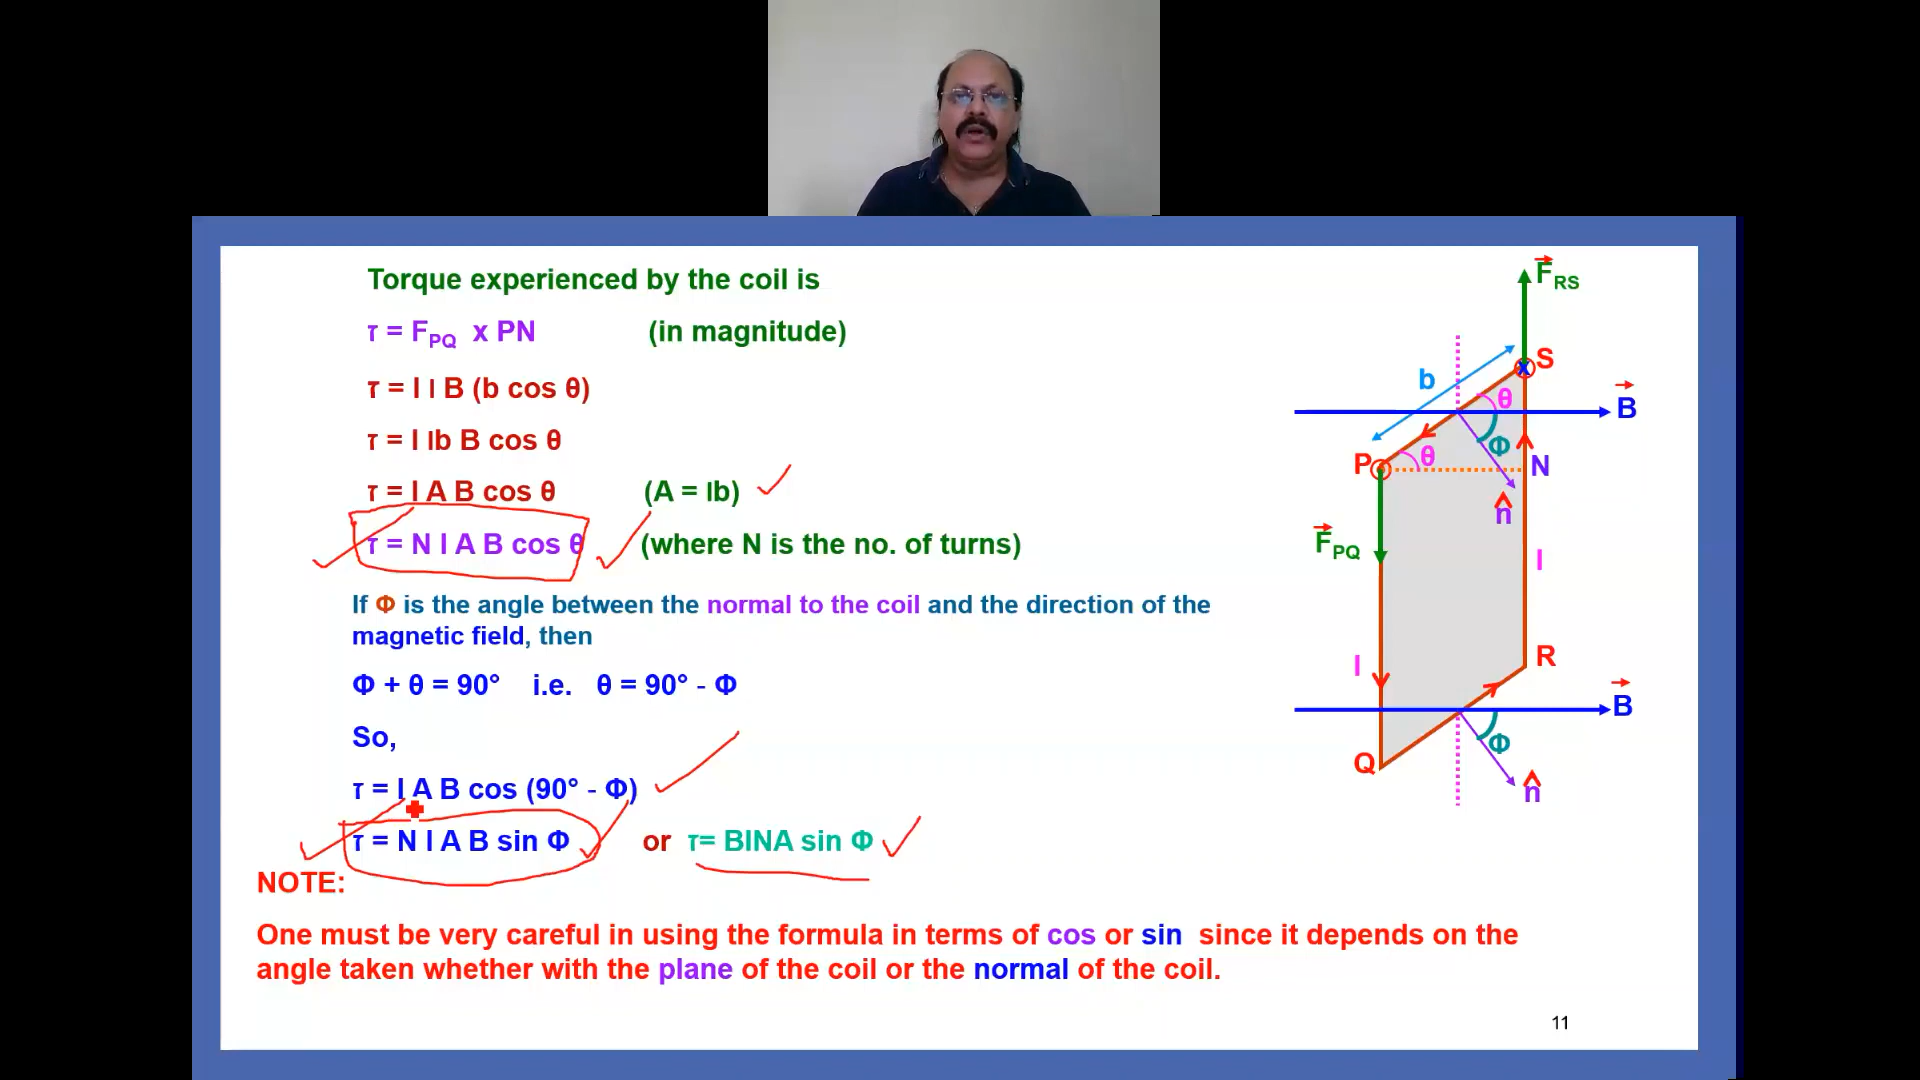 Torque experienced by the coil is
τ = F_PQ x PN (in magnitude)
τ = I l B (b cos θ)
τ = I lb B cos θ
τ = I A B cos θ (A = lb)
τ = N I A B cos θ (where N is the no. of turns)
If Φ is the angle between the normal to the coil and the direction of the
magnetic field, then
Φ + θ = 90° i.e. θ = 90° - Φ
So,
τ = I A B cos (90° - Φ)
τ = N I A B sin Φ or τ= BINA sin Φ
NOTE:
One must be very careful in using the formula in terms of cos or sin since it depends on the
angle taken whether with the plane of the coil or the normal of the coil.
F_RS
S
b
θ
B
Φ
P
θ
N
n̂
F_PQ
I
I
R
B
Φ
Q
n̂
11